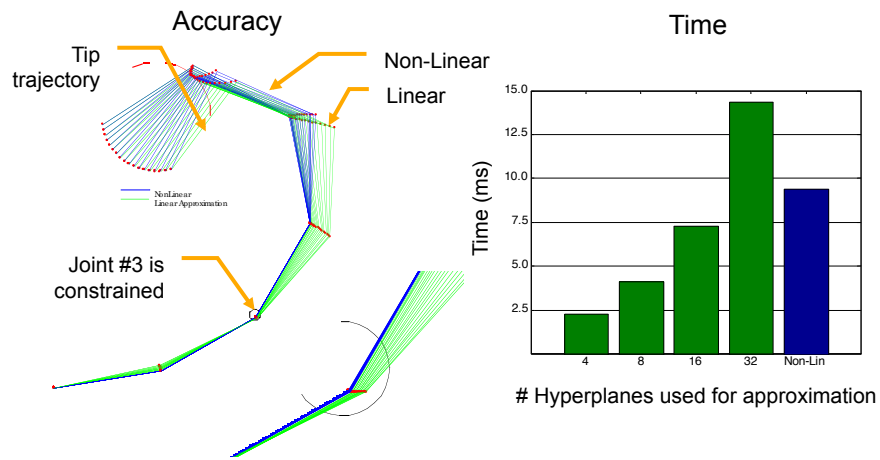 Accuracy
Tip
trajectory
Non-Linear
Linear
NonLinear
Linear Approximation
Joint #3 is
constrained
Time
Time (ms)
15.0
12.5
10.0
7.5
5.0
2.5
4
8
16
32
Non-Lin
# Hyperplanes used for approximation